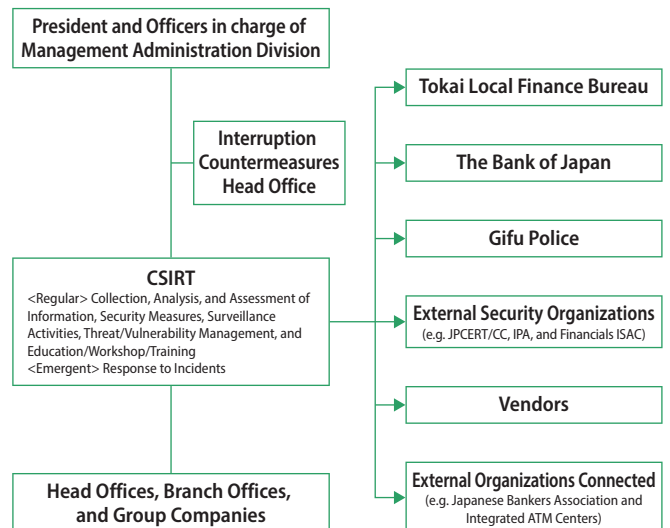 President and Officers in charge of
Management Administration Division
Interruption
Countermeasures
Head Office
CSIRT
<Regular> Collection, Analysis, and Assessment of
Information, Security Measures, Surveillance
Activities, Threat/Vulnerability Management, and
Education/Workshop/Training
<Emergent> Response to Incidents
Head Offices, Branch Offices,
and Group Companies
Tokai Local Finance Bureau
The Bank of Japan
Gifu Police
External Security Organizations
(e.g. JPCERT/CC, IPA, and Financials ISAC)
Vendors
External Organizations Connected
(e.g. Japanese Bankers Association and
Integrated ATM Centers)